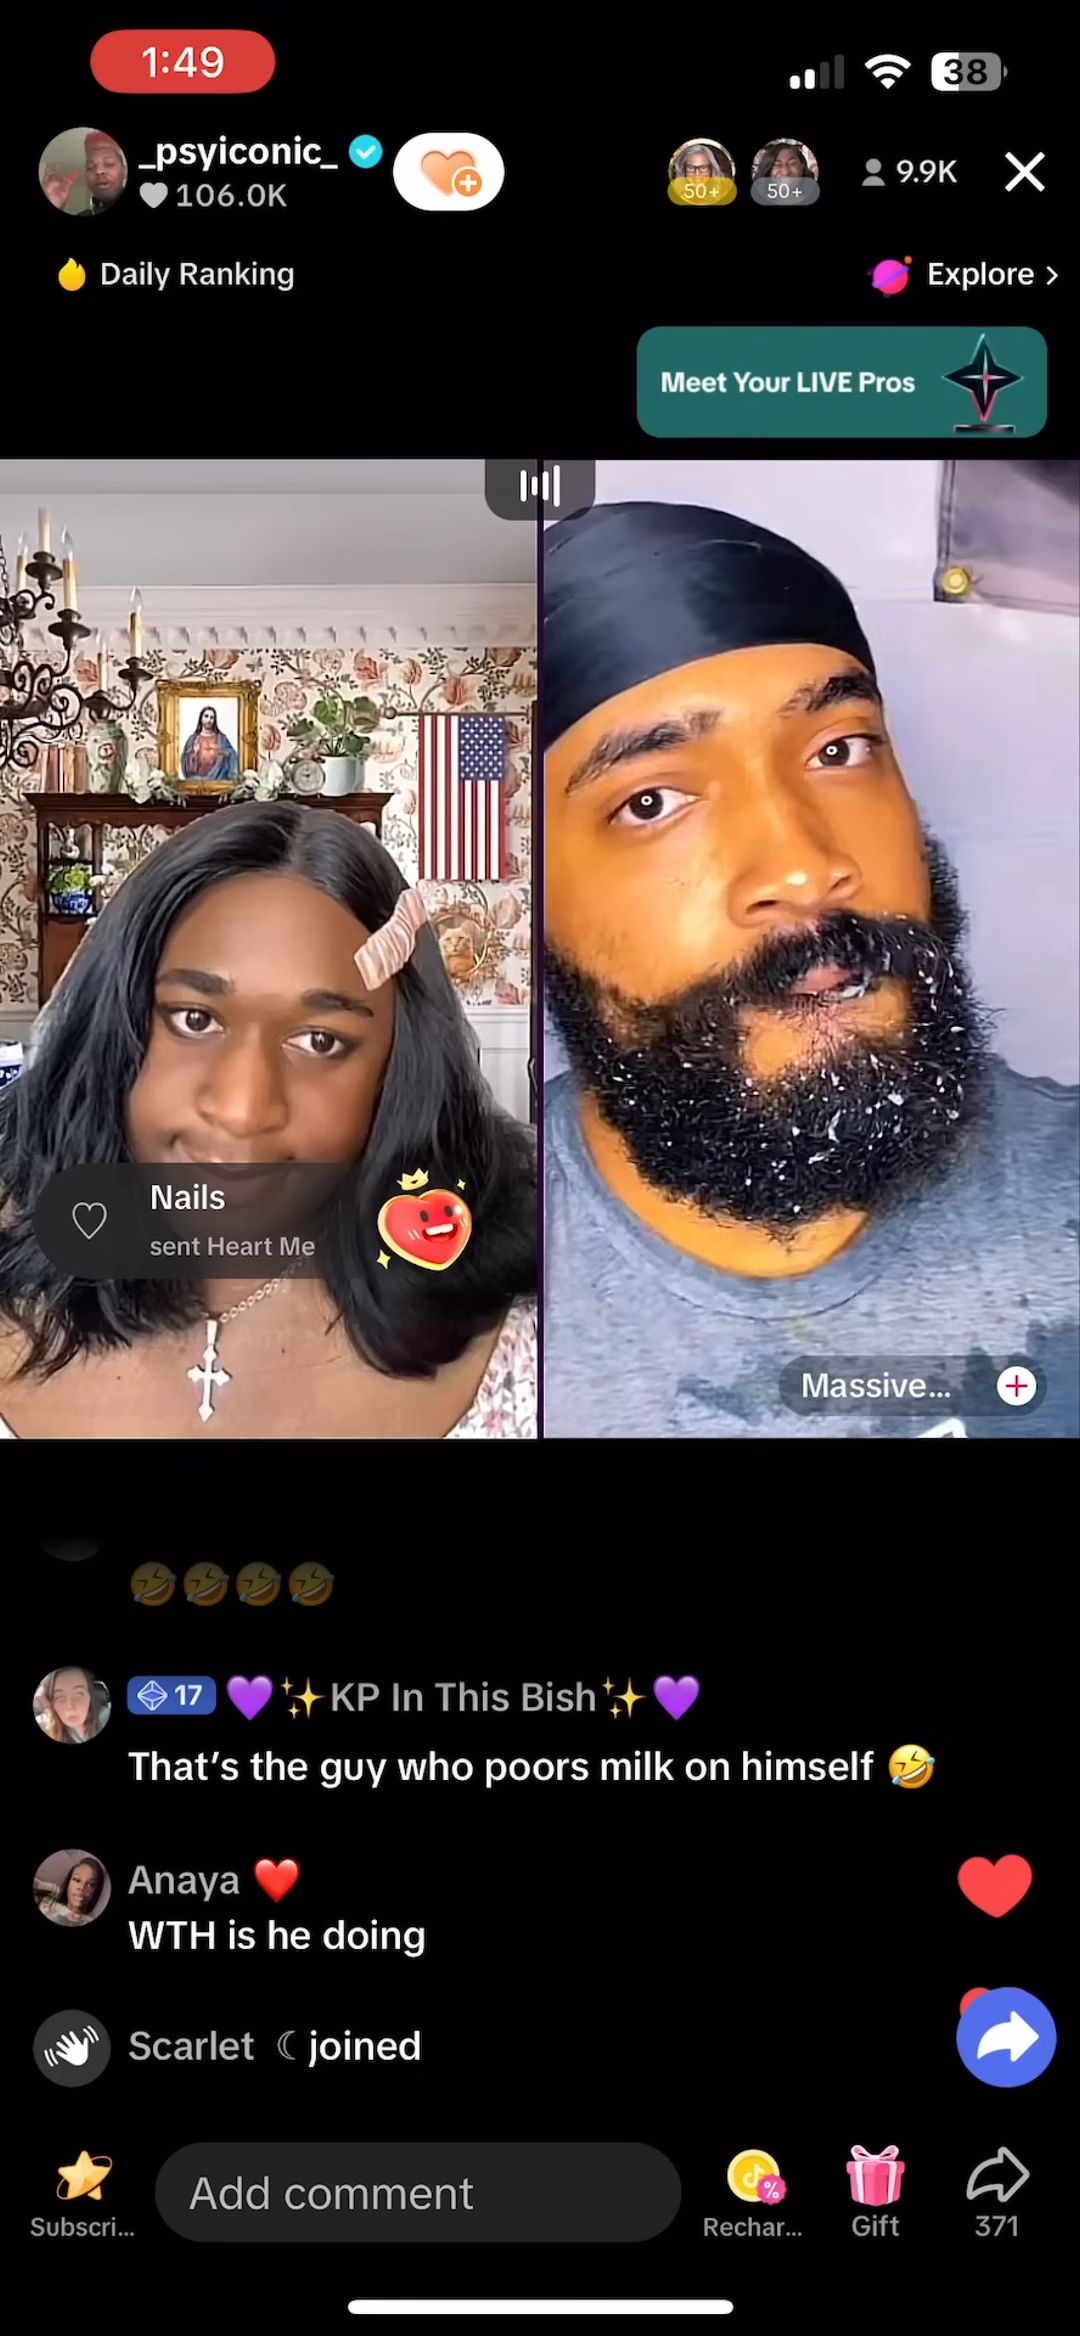 1:49
38
_psyiconic_
106.0K
50+
50+
9.9K
Daily Ranking
Explore >
Meet Your LIVE Pros
Nails
sent Heart Me
Massive...
🤣🤣🤣🤣
17 💜✨KP In This Bish✨💜
That's the guy who poors milk on himself 🤣
Anaya ❤️
WTH is he doing
Scarlet ☾ joined
Subscri...
Add comment
Rechar...
Gift
371